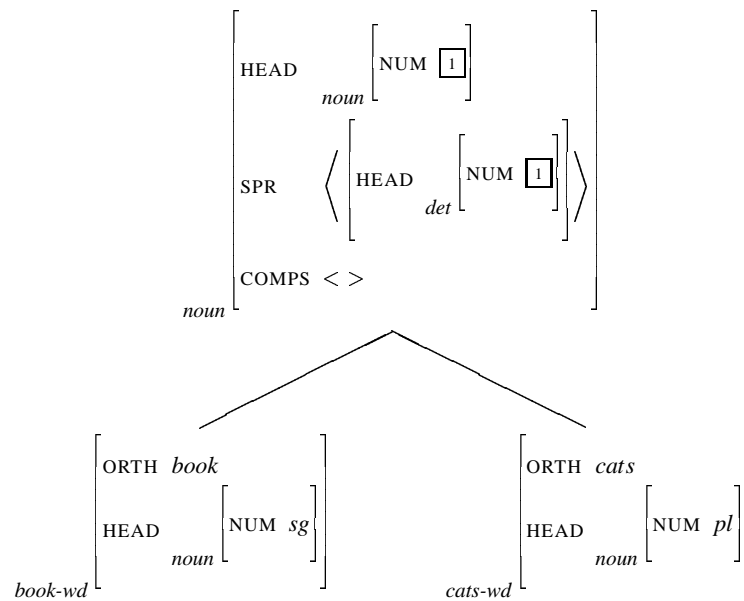 HEAD noun NUM 1
SPR < HEAD det NUM 1 >
COMPS < >
noun
ORTH book
HEAD noun NUM sg
book-wd
ORTH cats
HEAD noun NUM pl
cats-wd